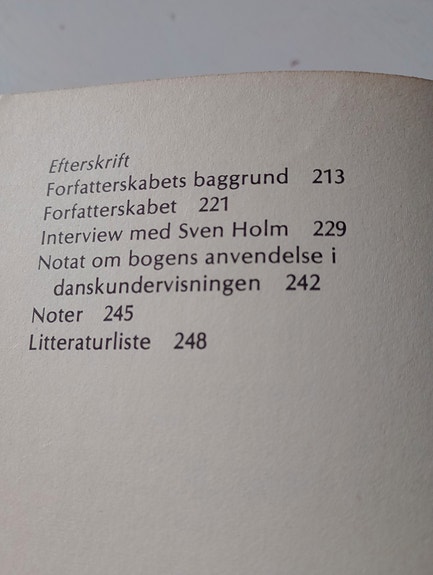 Efterskrift
Forfatterskabets baggrund 213
Forfatterskabet 221
Interview med Sven Holm 229
Notat om bogens anvendelse i
danskundervisningen 242
Noter 245
Litteraturliste 248